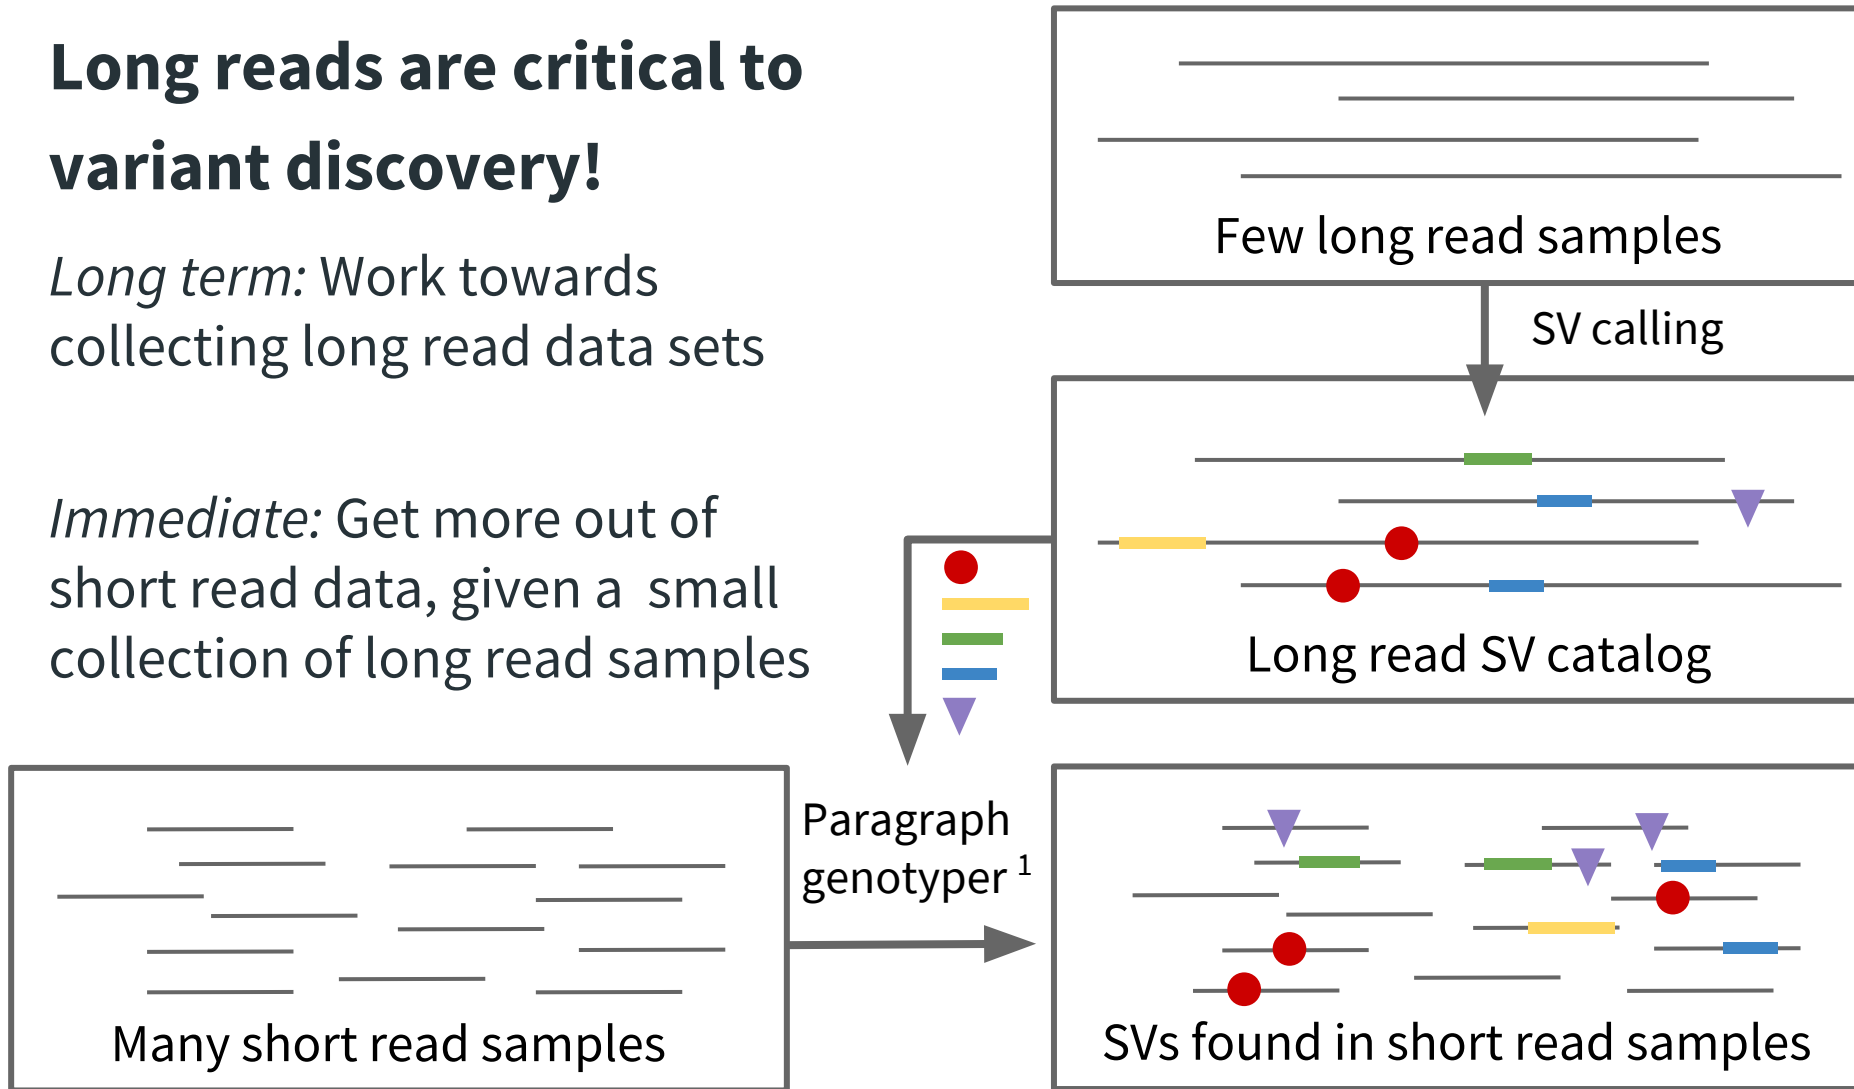 Long reads are critical to
variant discovery!
Long term: Work towards
collecting long read data sets
Immediate: Get more out of
short read data, given a  small
collection of long read samples
Few long read samples
SV calling
Long read SV catalog
Paragraph
genotyper 1
Many short read samples
SVs found in short read samples